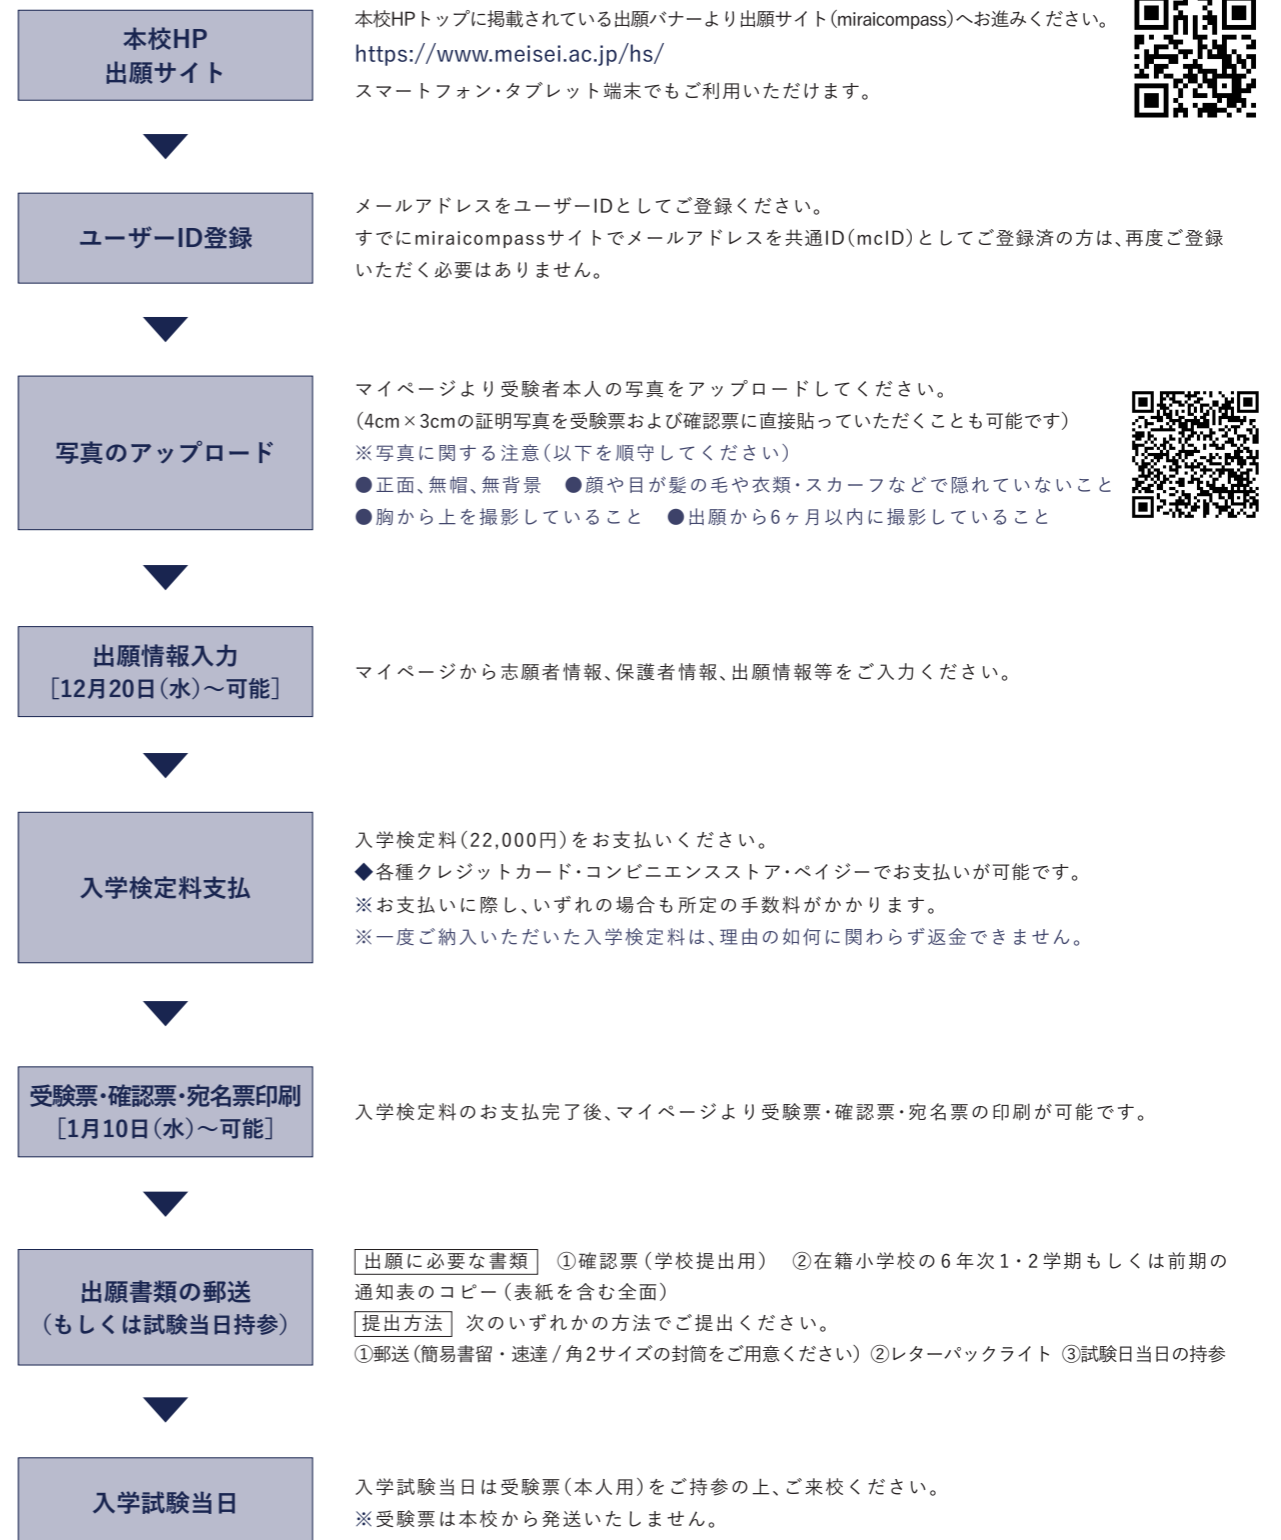 本校HP
出願サイト
本校HPトップに掲載されている出願バナーより出願サイト(miraicompass)へお進みください。
https://www.meisei.ac.jp/hs/
スマートフォン・タブレット端末でもご利用いただけます。
ユーザーID登録
メールアドレスをユーザーIDとしてご登録ください。
すでにmiraicompassサイトでメールアドレスを共通ID(mcID)としてご登録済の方は、再度ご登録
いただく必要はありません。
写真のアップロード
マイページより受験者本人の写真をアップロードしてください。
(4cm×3cmの証明写真を受験票および確認票に直接貼っていただくことも可能です)
※写真に関する注意(以下を順守してください)
●正面、無帽、無背景　●顔や目が髪の毛や衣類・スカーフなどで隠れていないこと
●胸から上を撮影していること　●出願から6ヶ月以内に撮影していること
出願情報入力
[12月20日(水)～可能]
マイページから志願者情報、保護者情報、出願情報等をご入力ください。
入学検定料支払
入学検定料(22,000円)をお支払いください。
◆各種クレジットカード・コンビニエンスストア・ペイジーでお支払いが可能です。
※お支払いに際し、いずれの場合も所定の手数料がかかります。
※一度ご納入いただいた入学検定料は、理由の如何に関わらず返金できません。
受験票・確認票・宛名票印刷
[1月10日(水)～可能]
入学検定料のお支払完了後、マイページより受験票・確認票・宛名票の印刷が可能です。
出願書類の郵送
(もしくは試験当日持参)
出願に必要な書類　①確認票(学校提出用)　②在籍小学校の6年次1・2学期もしくは前期の
通知表のコピー(表紙を含む全面)
提出方法 次のいずれかの方法でご提出ください。
①郵送(簡易書留・速達/角2サイズの封筒をご用意ください) ②レターパックライト ③試験日当日の持参
入学試験当日
入学試験当日は受験票(本人用)をご持参の上、ご来校ください。
※受験票は本校から発送いたしません。